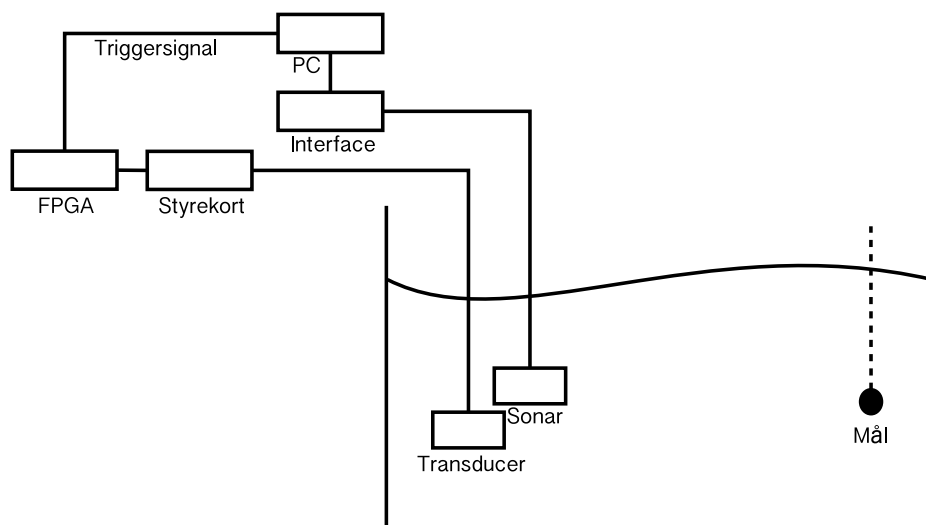 Triggersignal
PC
Interface
FPGA
Styrekort
Sonar
Mål
Transducer